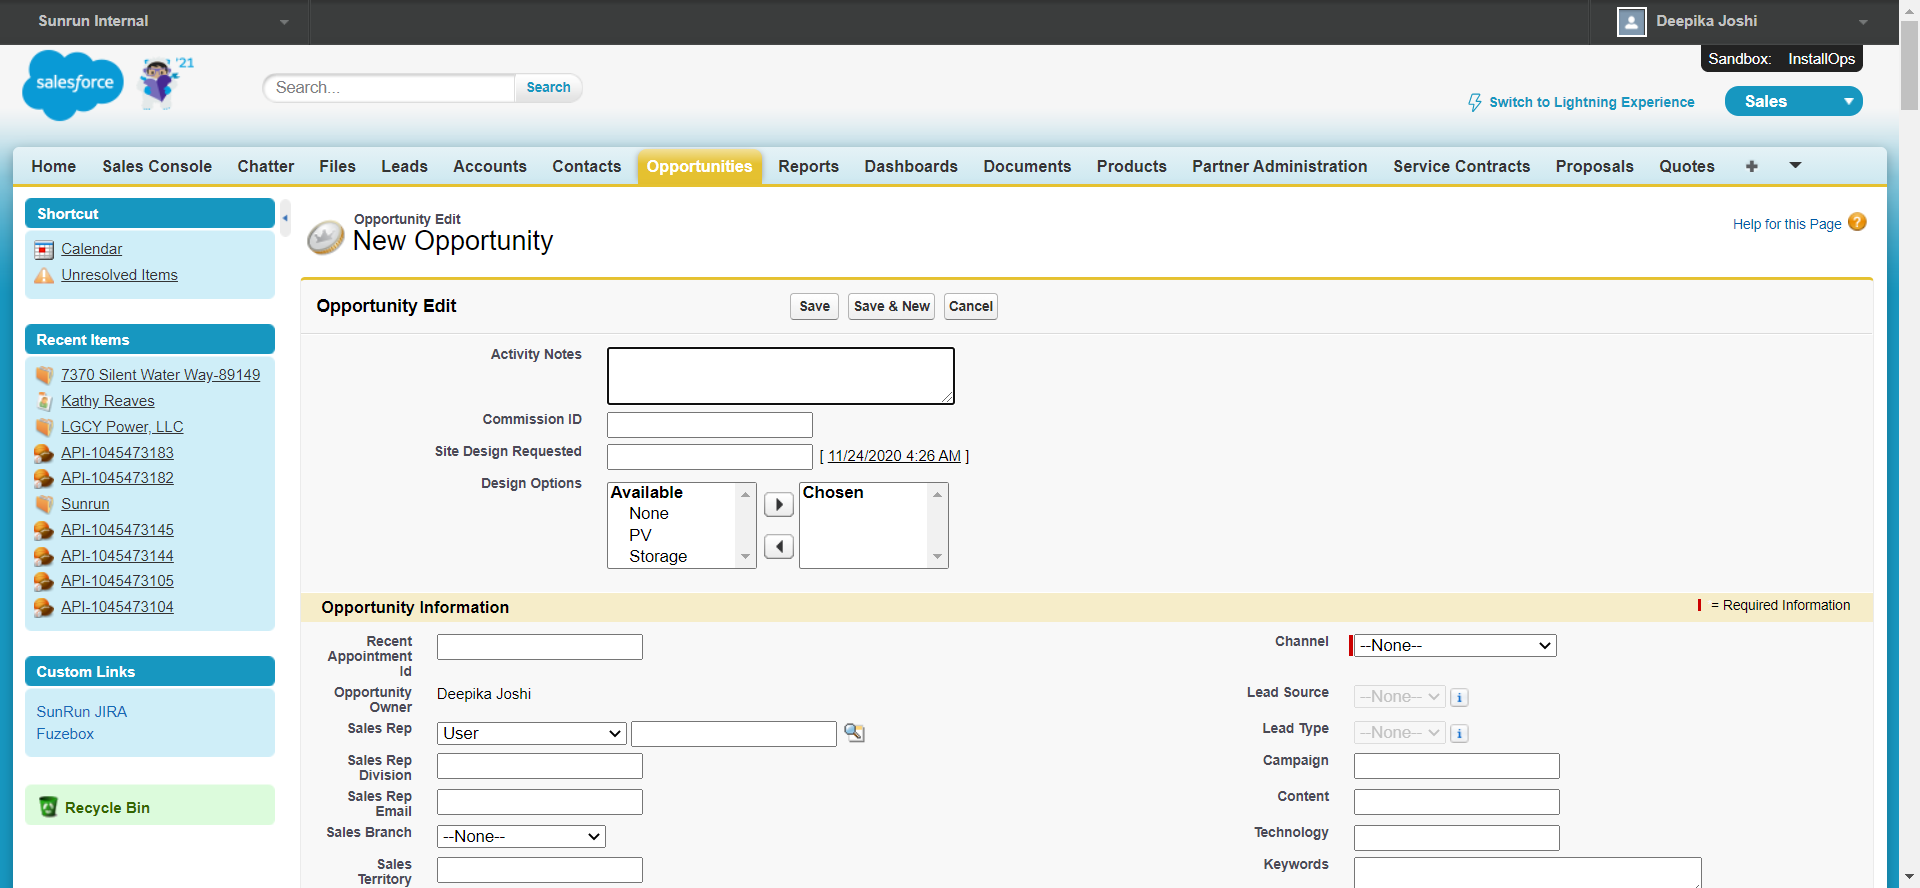 Sunrun Internal
Deepika Joshi
Sandbox: InstallOps
salesforce
'21
Search...
Search
Switch to Lightning Experience
Sales
Home
Sales Console
Chatter
Files
Leads
Accounts
Contacts
Opportunities
Reports
Dashboards
Documents
Products
Partner Administration
Service Contracts
Proposals
Quotes
Shortcut
Calendar
Unresolved Items
Recent Items
7370 Silent Water Way-89149
Kathy Reaves
LGCY Power, LLC
API-1045473183
API-1045473182
Sunrun
API-1045473145
API-1045473144
API-1045473105
API-1045473104
Custom Links
SunRun JIRA
Fuzebox
Recycle Bin
Opportunity Edit
New Opportunity
Help for this Page
Opportunity Edit
Save
Save & New
Cancel
Activity Notes
Commission ID
Site Design Requested
[ 11/24/2020 4:26 AM ]
Design Options
Available
None
PV
Storage
Chosen
Opportunity Information
= Required Information
Recent
Appointment
Id
Opportunity
Owner
Deepika Joshi
Sales Rep
User
Sales Rep
Division
Sales Rep
Email
Sales Branch
--None--
Sales
Territory
Channel
--None--
Lead Source
--None--
Lead Type
--None--
Campaign
Content
Technology
Keywords